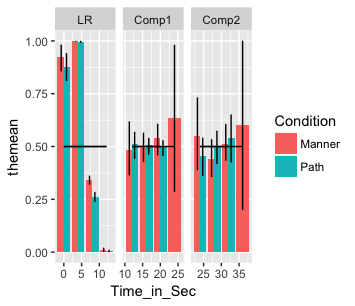 LR Comp1 Comp2
1.00
0.75
0.50
0.25
0.00
themean
0 5 10 10 15 20 25 25 30 35
Time_in_Sec
Condition
Manner
Path